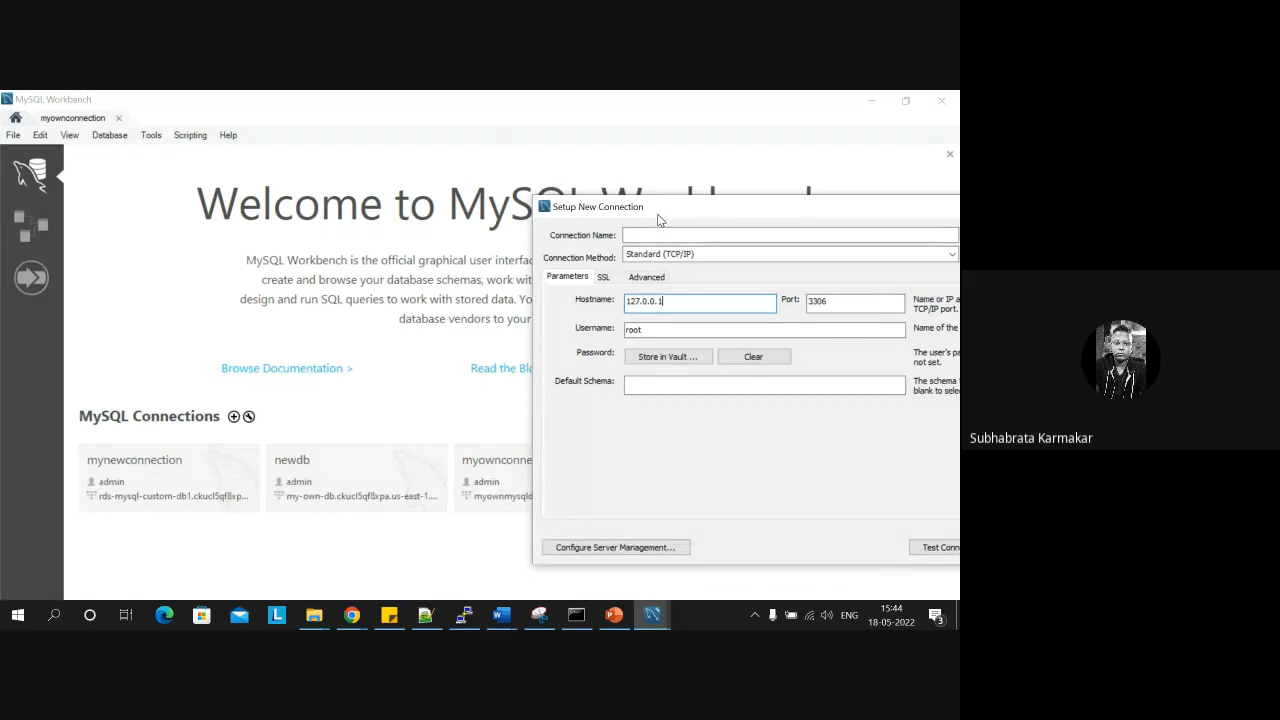 MySQL Workbench
myownconnection
File Edit View Database Tools Scripting Help
Welcome to MyS
MySQL Workbench is the official graphical user interfac
create and browse your database schemas, work with
design and run SQL queries to work with stored data. Yo
database vendors to your
Browse Documentation >
Read the Blo
MySQL Connections
mynewconnection
admin
rds-mysql-custom-db1.ckucl5qf8xp...
newdb
admin
my-own-db.ckucl5qf8xpa.us-east-1....
myownconne
admin
myownmysqld
Setup New Connection
Connection Name:
Connection Method: Standard (TCP/IP)
Parameters SSL Advanced
Hostname: 127.0.0.1 Port: 3306 Name or IP a
TCP/IP port.
Username: root Name of the
Password: Store in Vault ... Clear The user's pa
not set.
Default Schema: The schema
blank to selec
Configure Server Management...
Test Conn
Subhabrata Karmakar
ENG
15:44
18-05-2022
3